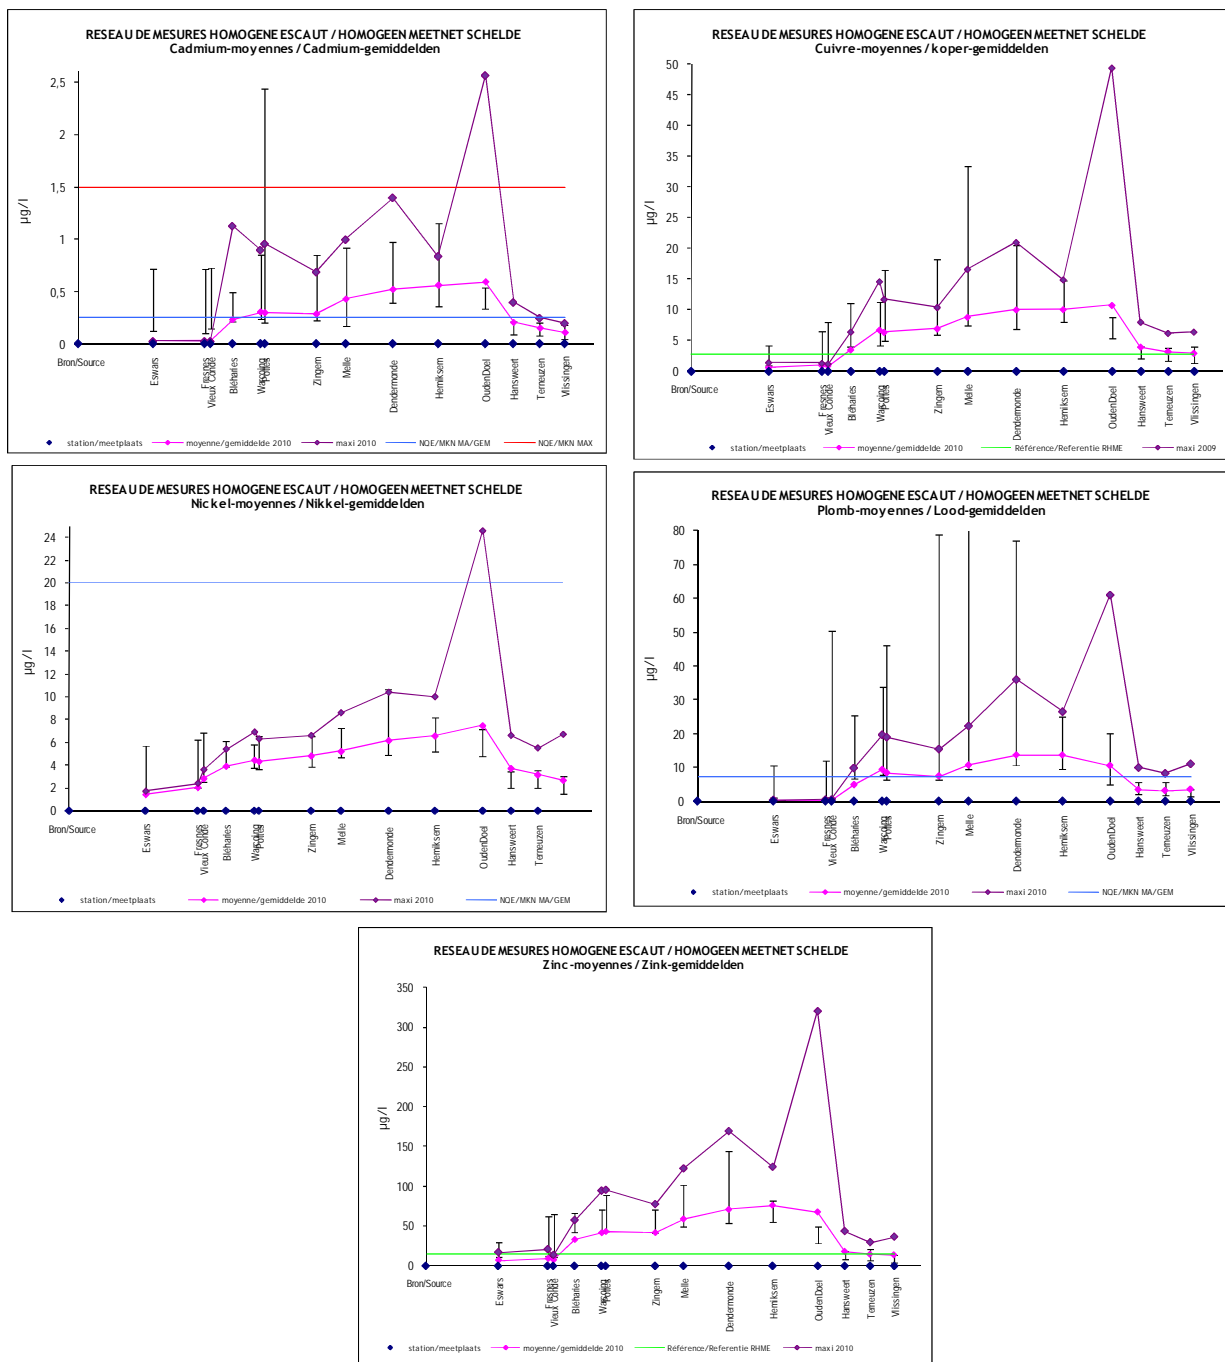 RESEAU DE MESURES HOMOGENE ESCAUT / HOMOGEEN MEETNET SCHELDE
Cadmium-moyennes / Cadmium-gemiddelden
µg/l
2,5
2
1,5
1
0,5
0
Bron/Source
Eswars
Fresnes
Vieux Condé
Bléharies
Warcoing
Pottes
Zingem
Melle
Dendermonde
Hemiksem
OudenDoel
Hansweert
Terneuzen
Vlissingen
station/meetplaats
moyenne/gemiddelde 2010
maxi 2010
NQE/MKN MA/GEM
NQE/MKN MAX
RESEAU DE MESURES HOMOGENE ESCAUT / HOMOGEEN MEETNET SCHELDE
Cuivre-moyennes / koper-gemiddelden
µg/l
50
45
40
35
30
25
20
15
10
5
0
Bron/Source
Eswars
Fresnes
Vieux Condé
Bléharies
Warcoing
Pottes
Zingem
Melle
Dendermonde
Hemiksem
OudenDoel
Hansweert
Terneuzen
Vlissingen
station/meetplaats
moyenne/gemiddelde 2010
Référence/Referentie RHME
maxi 2009
RESEAU DE MESURES HOMOGENE ESCAUT / HOMOGEEN MEETNET SCHELDE
Nickel-moyennes / Nikkel-gemiddelden
µg/l
24
22
20
18
16
14
12
10
8
6
4
2
0
Bron/Source
Eswars
Fresnes
Vieux Condé
Bléharies
Warcoing
Pottes
Zingem
Melle
Dendermonde
Hemiksem
OudenDoel
Hansweert
Terneuzen
station/meetplaats
moyenne/gemiddelde 2010
maxi 2010
NQE/MKN MA/GEM
RESEAU DE MESURES HOMOGENE ESCAUT / HOMOGEEN MEETNET SCHELDE
Plomb-moyennes / Lood-gemiddelden
µg/l
80
70
60
50
40
30
20
10
0
Bron/Source
Eswars
Fresnes
Vieux Condé
Bléharies
Warcoing
Pottes
Zingem
Melle
Dendermonde
Hemiksem
OudenDoel
Hansweert
Terneuzen
Vlissingen
station/meetplaats
moyenne/gemiddelde 2010
maxi 2010
NQE/MKN MA/GEM
RESEAU DE MESURES HOMOGENE ESCAUT / HOMOGEEN MEETNET SCHELDE
Zinc-moyennes / Zink-gemiddelden
µg/l
350
300
250
200
150
100
50
0
Bron/Source
Eswars
Fresnes
Vieux Condé
Bléharies
Warcoing
Pottes
Zingem
Melle
Dendermonde
Hemiksem
OudenDoel
Hansweert
Terneuzen
Vlissingen
station/meetplaats
moyenne/gemiddelde 2010
Référence/Referentie RHME
maxi 2010